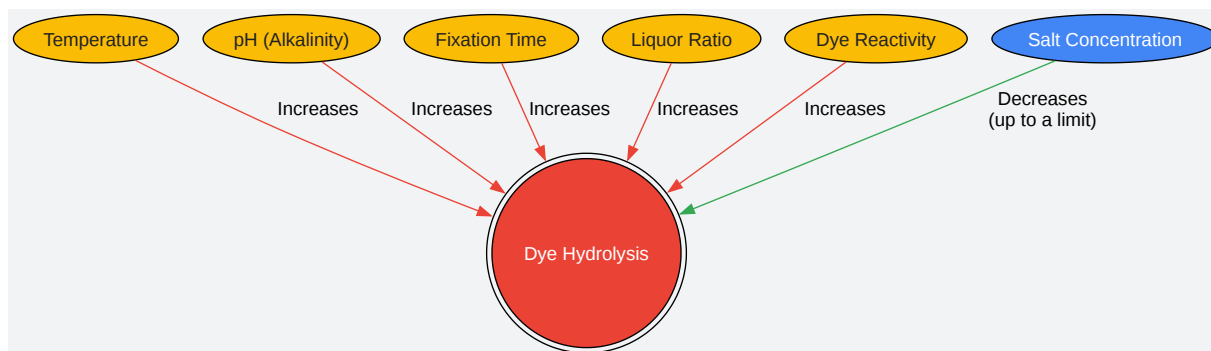 Temperature
pH (Alkalinity)
Fixation Time
Liquor Ratio
Dye Reactivity
Salt Concentration
Increases
Increases
Increases
Increases
Increases
Decreases
(up to a limit)
Dye Hydrolysis